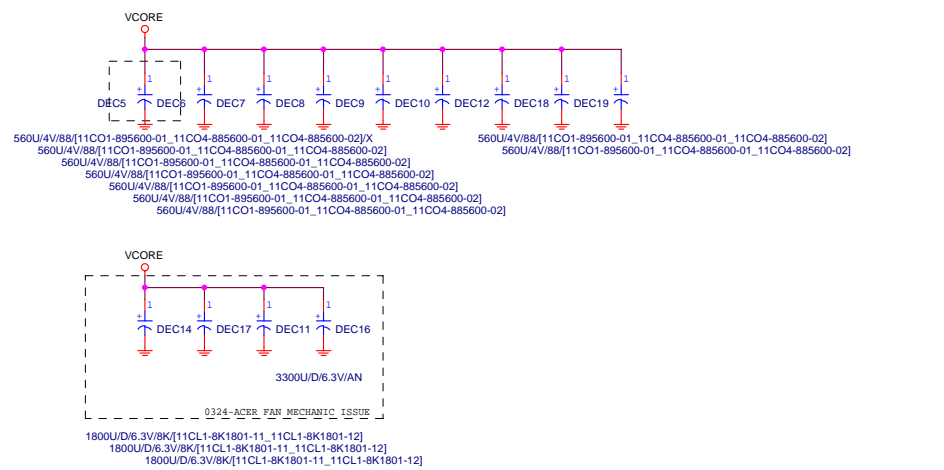 VCORE
1 1 1 1 1 1 1 1 1
+ + + + + + + + +
DEC5 DEC6 DEC7 DEC8 DEC9 DEC10 DEC12 DEC18 DEC19
560U/4V/88/[11CO1-895600-01_11CO4-885600-01_11CO4-885600-02]/X
560U/4V/88/[11CO1-895600-01_11CO4-885600-01_11CO4-885600-02]
560U/4V/88/[11CO1-895600-01_11CO4-885600-01_11CO4-885600-02]
560U/4V/88/[11CO1-895600-01_11CO4-885600-01_11CO4-885600-02]
560U/4V/88/[11CO1-895600-01_11CO4-885600-01_11CO4-885600-02]
560U/4V/88/[11CO1-895600-01_11CO4-885600-01_11CO4-885600-02]
560U/4V/88/[11CO1-895600-01_11CO4-885600-01_11CO4-885600-02]
560U/4V/88/[11CO1-895600-01_11CO4-885600-01_11CO4-885600-02]
560U/4V/88/[11CO1-895600-01_11CO4-885600-01_11CO4-885600-02]
VCORE
1 1 1 1
+ + + +
DEC14 DEC17 DEC11 DEC16
3300U/D/6.3V/AN
0324-ACER FAN MECHANIC ISSUE
1800U/D/6.3V/8K/[11CL1-8K1801-11_11CL1-8K1801-12]
1800U/D/6.3V/8K/[11CL1-8K1801-11_11CL1-8K1801-12]
1800U/D/6.3V/8K/[11CL1-8K1801-11_11CL1-8K1801-12]